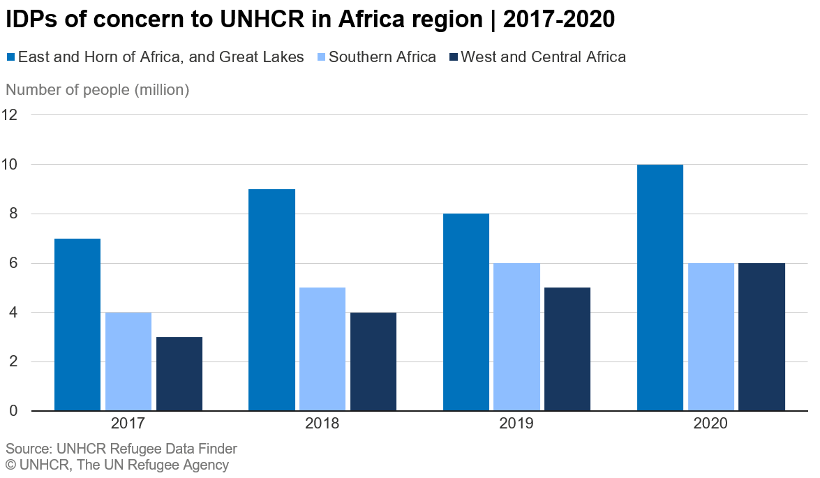 IDPs of concern to UNHCR in Africa region | 2017-2020
East and Horn of Africa, and Great Lakes Southern Africa West and Central Africa
Number of people (million)
12
10
8
6
4
2
0
2017 2018 2019 2020
Source: UNHCR Refugee Data Finder
© UNHCR, The UN Refugee Agency